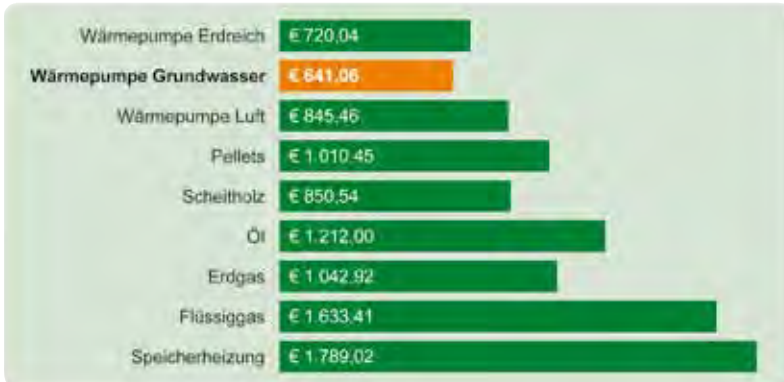 Wärmepumpe Erdreich € 720,04
Wärmepumpe Grundwasser € 641,06
Wärmepumpe Luft € 845,46
Pellets € 1.010,45
Scheitholz € 850,54
Öl € 1.212,00
Erdgas € 1.042,92
Flüssiggas € 1.633,41
Speicherheizung € 1.789,02